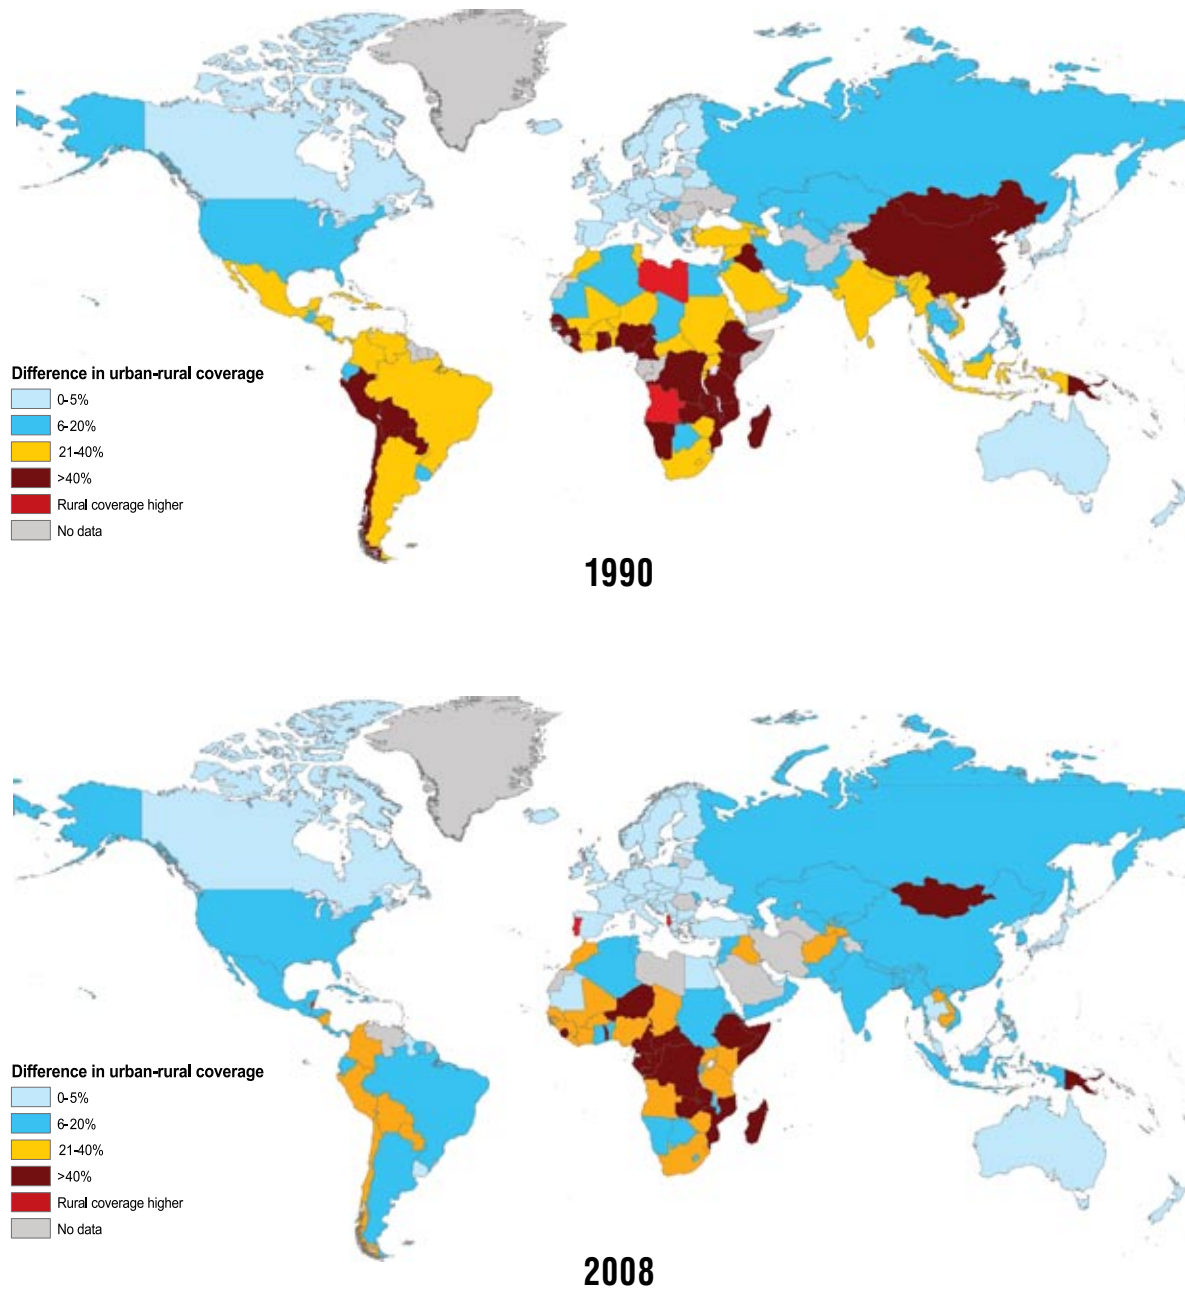 Difference in urban-rural coverage
0-5%
6-20%
21-40%
>40%
Rural coverage higher
No data
1990
Difference in urban-rural coverage
0-5%
6-20%
21-40%
>40%
Rural coverage higher
No data
2008